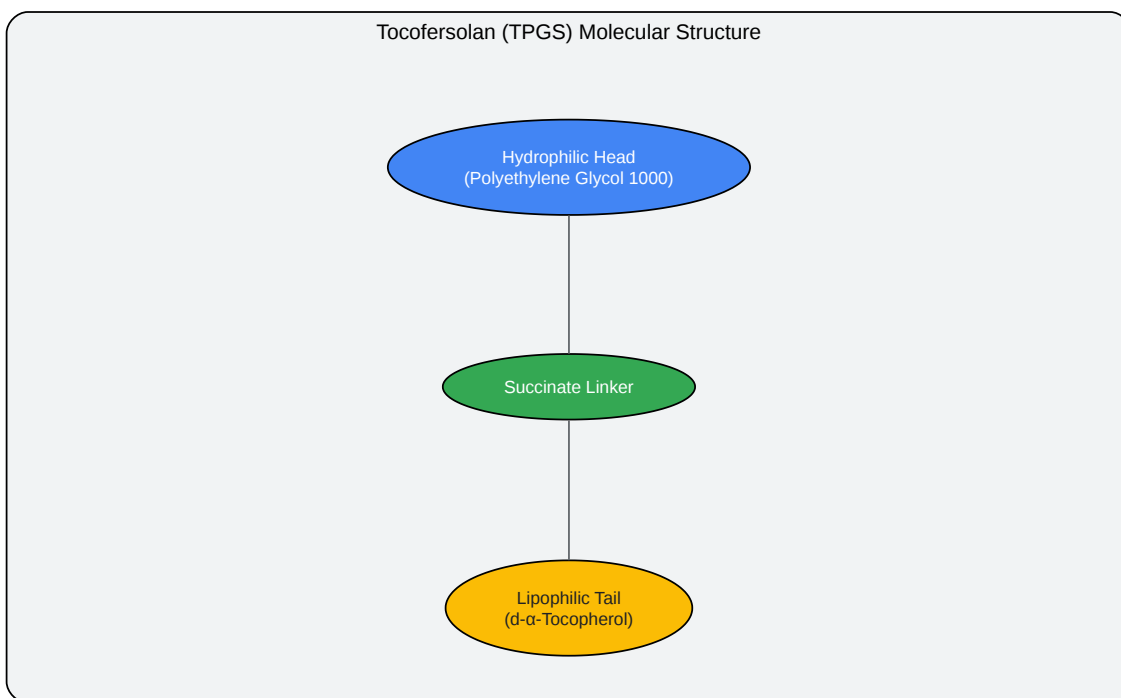 Tocofersolan (TPGS) Molecular Structure
Hydrophilic Head
(Polyethylene Glycol 1000)
Succinate Linker
Lipophilic Tail
(d-α-Tocopherol)